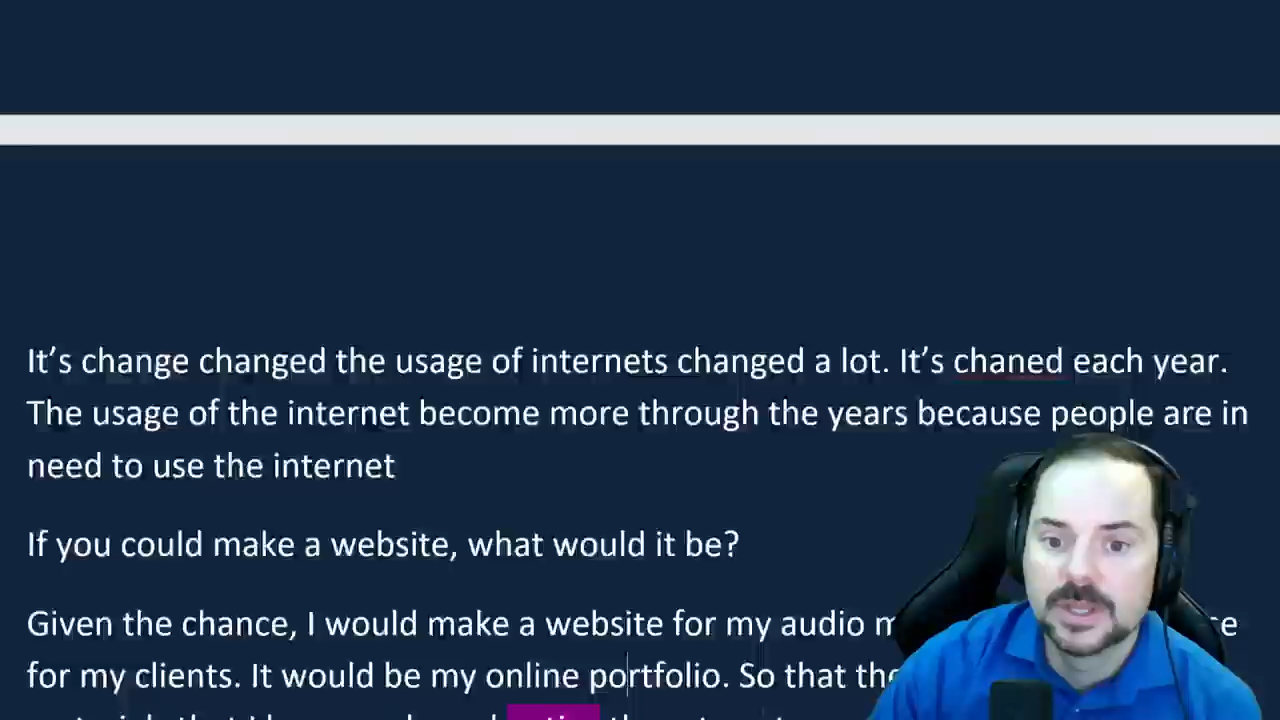 It’s change changed the usage of internets changed a lot. It’s chaned each year.
The usage of the internet become more through the years because people are in
need to use the internet
If you could make a website, what would it be?
Given the chance, I would make a website for my audio
for my clients. It would be my online portfolio. So that